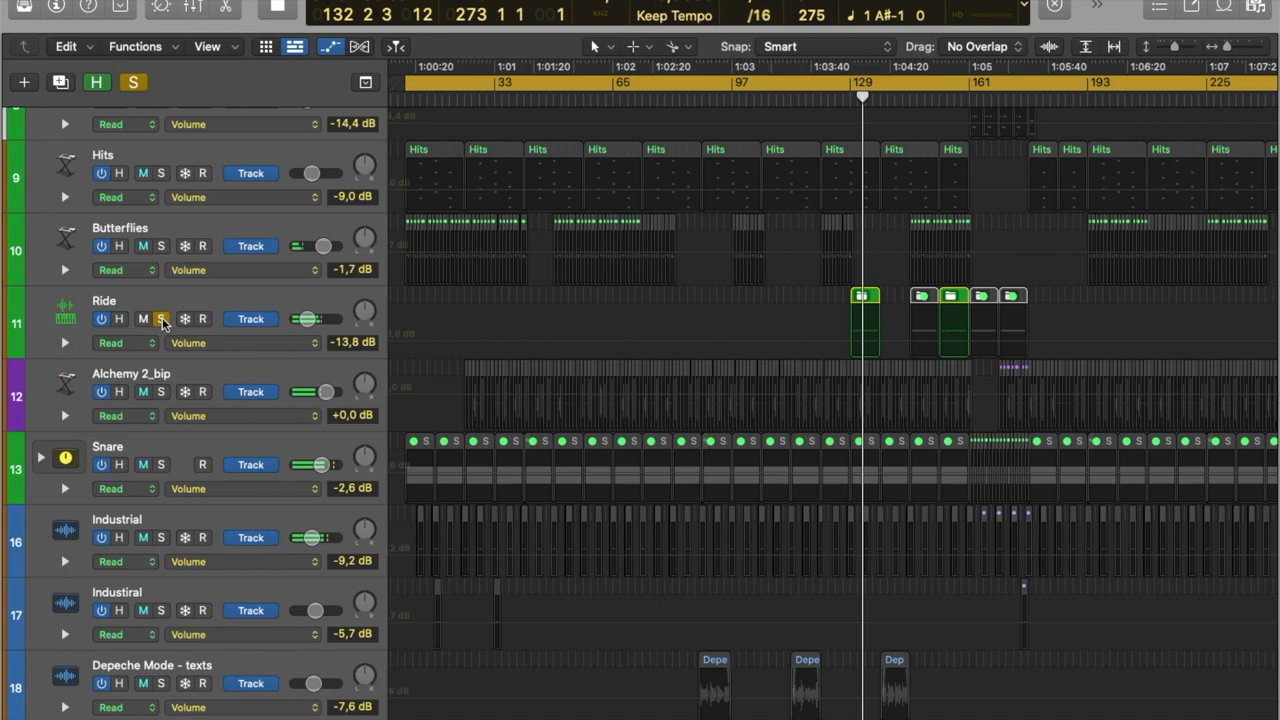 132 2 3 012 273 1 1 001 KHZ Keep Tempo /16 275 1 A#-1 0 HD
Edit Functions View Snap: Smart Drag: No Overlap
H S 1:00:20 1:01 1:01:20 1:02 1:02:20 1:03 1:03:40 1:04:20 1:05 1:05:40 1:06:20 1:07 1:07:2
33 65 97 129 161 193 225
Read Volume -14,4 dB
Hits
9 H M S R Track
Read Volume -9,0 dB
Hits Hits Hits Hits Hits Hits Hits Hits Hits Hits Hits Hits Hits Hits Hits H
Butterflies
10 H M S R Track
Read Volume -1,7 dB
Ride
11 H M S R Track
Read Volume -13,8 dB
Alchemy 2_bip
12 H M S R Track
Read Volume +0,0 dB
Snare
13 M S R Track
Read Volume -2,6 dB
S S S S S S S S S S S S S S S S S S S S S S S S S S
Industrial
16 H M S R Track
Read Volume -9,2 dB
Industiral
17 H M S R Track
Read Volume -5,7 dB
Depeche Mode - texts
18 H M S R Track
Read Volume -7,6 dB
Depe Depe Dep